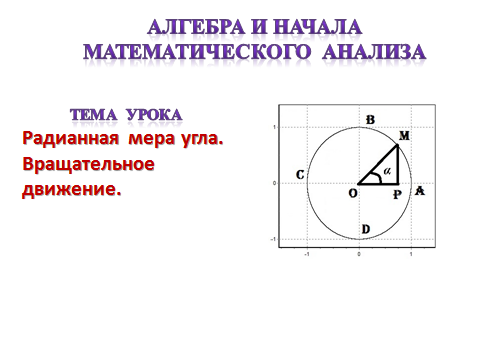 АЛГЕБРА И НАЧАЛА
МАТЕМАТИЧЕСКОГО АНАЛИЗА
ТЕМА УРОКА
Радианная мера угла.
Вращательное
движение.
B
M
1
α
C
O
P
A
0
D
-1
-1
0
1